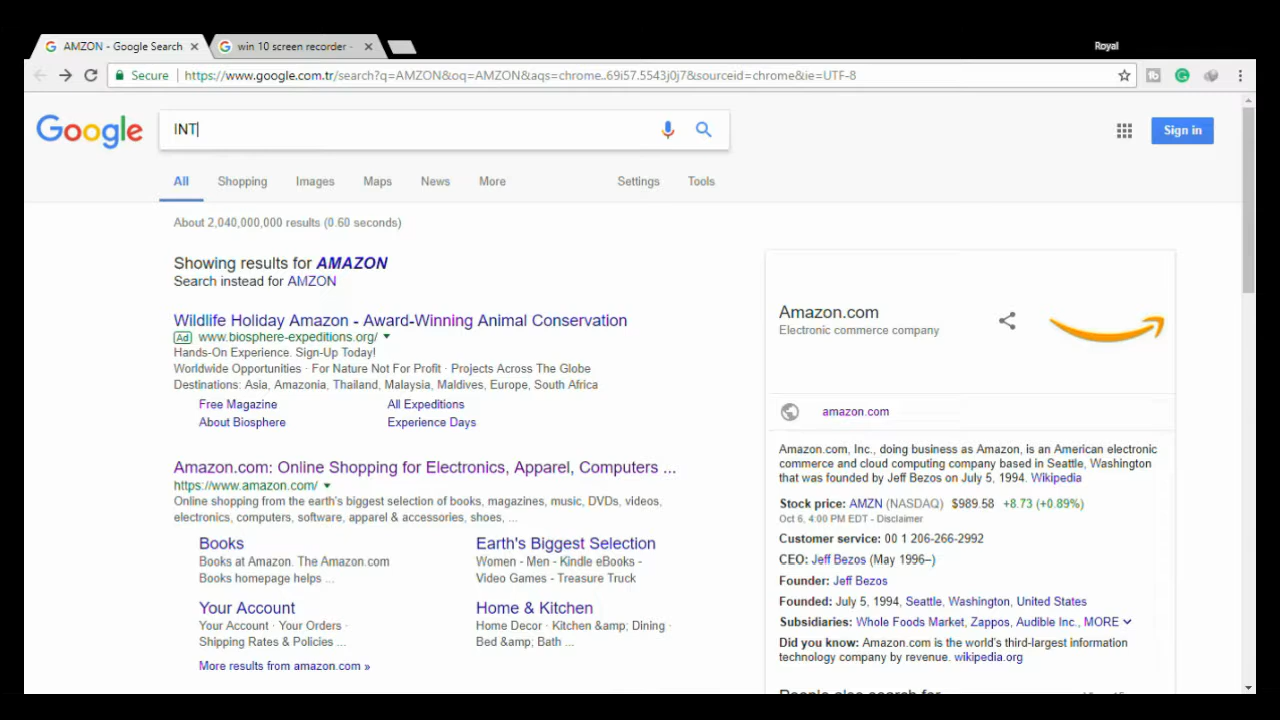 AMZON - Google Search
win 10 screen recorder -
Royal
Secure
https://www.google.com.tr/search?q=AMZON&oq=AMZON&aqs=chrome..69i57.5543j0j7&sourceid=chrome&ie=UTF-8
Google
INT
Sign in
All
Shopping
Images
Maps
News
More
Settings
Tools
About 2,040,000,000 results (0.60 seconds)
Showing results for AMAZON
Search instead for AMZON
Wildlife Holiday Amazon - Award-Winning Animal Conservation
Ad www.biosphere-expeditions.org/
Hands-On Experience. Sign-Up Today!
Worldwide Opportunities · For Nature Not For Profit · Projects Across The Globe
Destinations: Asia, Amazonia, Thailand, Malaysia, Maldives, Europe, South Africa
Free Magazine
All Expeditions
About Biosphere
Experience Days
Amazon.com: Online Shopping for Electronics, Apparel, Computers ...
https://www.amazon.com/
Online shopping from the earth's biggest selection of books, magazines, music, DVDs, videos,
electronics, computers, software, apparel & accessories, shoes, ...
Books
Books at Amazon. The Amazon.com
Books homepage helps ...
Earth's Biggest Selection
Women - Men - Kindle eBooks -
Video Games - Treasure Truck
Your Account
Your Account · Your Orders ·
Shipping Rates & Policies ...
Home & Kitchen
Home Decor · Kitchen &amp; Dining ·
Bed &amp; Bath ...
More results from amazon.com »
Amazon.com
Electronic commerce company
amazon.com
Amazon.com, Inc., doing business as Amazon, is an American electronic
commerce and cloud computing company based in Seattle, Washington
that was founded by Jeff Bezos on July 5, 1994. Wikipedia
Stock price: AMZN (NASDAQ) $989.58 +8.73 (+0.89%)
Oct 6, 4:00 PM EDT - Disclaimer
Customer service: 00 1 206-266-2992
CEO: Jeff Bezos (May 1996–)
Founder: Jeff Bezos
Founded: July 5, 1994, Seattle, Washington, United States
Subsidiaries: Whole Foods Market, Zappos, Audible Inc., MORE
Did you know: Amazon.com is the world's third-largest information
technology company by revenue. wikipedia.org
People also search for